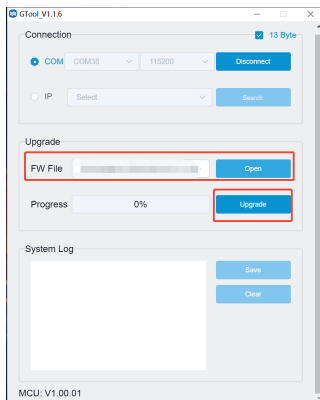 GTool_V1.1.6
Connection
13 Byte
COM COM38 115200 Disconnect
IP Select Search
Upgrade
FW File Open
Progress 0% Upgrade
System Log
Save
Clear
MCU: V1.00.01